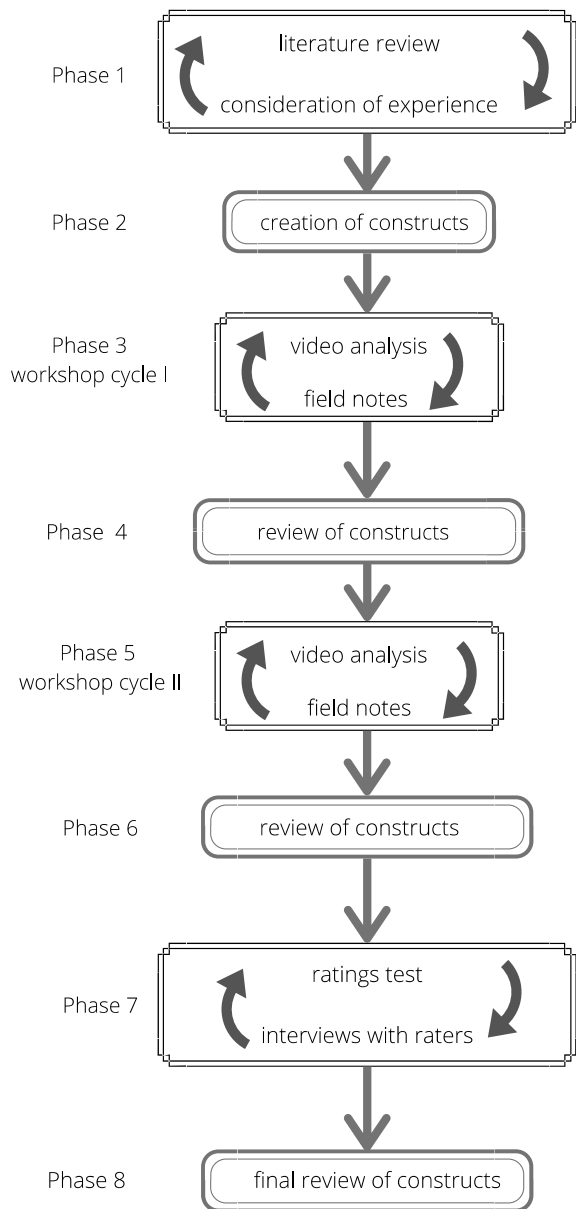 literature review
Phase 1
consideration of experience
Phase 2
creation of constructs
Phase 3
workshop cycle I
video analysis
field notes
Phase 4
review of constructs
Phase 5
workshop cycle II
video analysis
field notes
Phase 6
review of constructs
ratings test
Phase 7
interviews with raters
Phase 8
final review of constructs